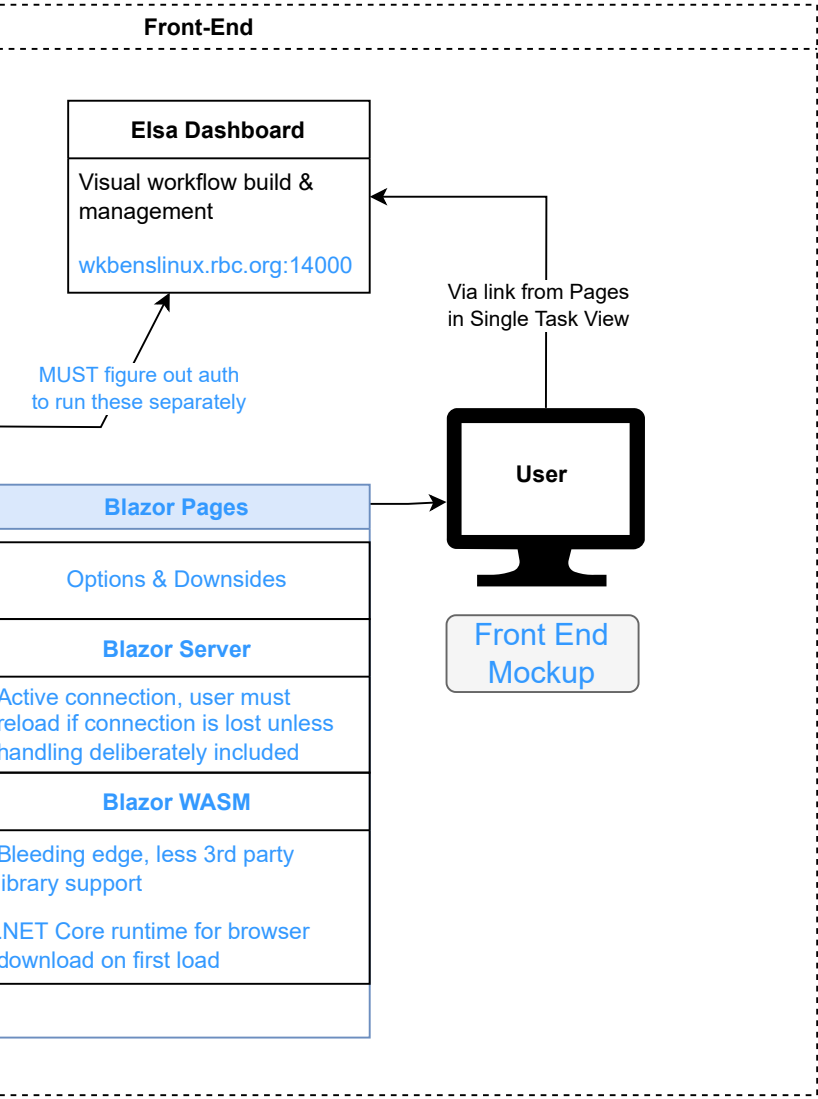 Front-End
Elsa Dashboard
Visual workflow build &
management
wkbenslinux.rbc.org:14000
Via link from Pages
in Single Task View
MUST figure out auth
to run these separately
User
Blazor Pages
Options & Downsides
Front End
Mockup
Blazor Server
Active connection, user must
reload if connection is lost unless
handling deliberately included
Blazor WASM
Bleeding edge, less 3rd party
library support
.NET Core runtime for browser
download on first load